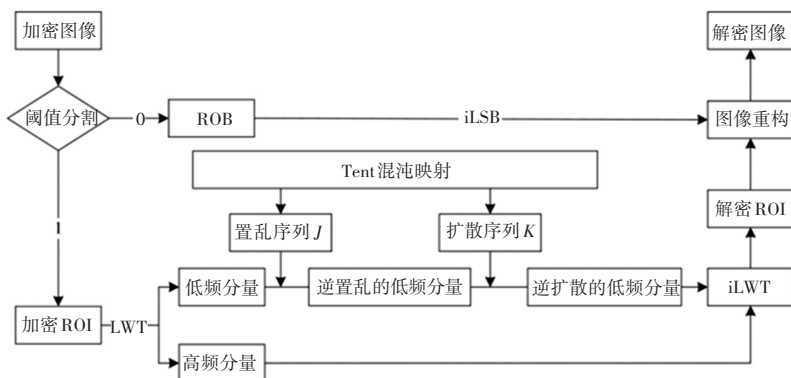 加密图像
解密图像
阈值分割
0
ROB
iLSB
图像重构
Tent混沌映射
1
置乱序列J
扩散序列K
解密ROI
低频分量
逆置乱的低频分量
逆扩散的低频分量
iLWT
加密ROI
LWT
高频分量